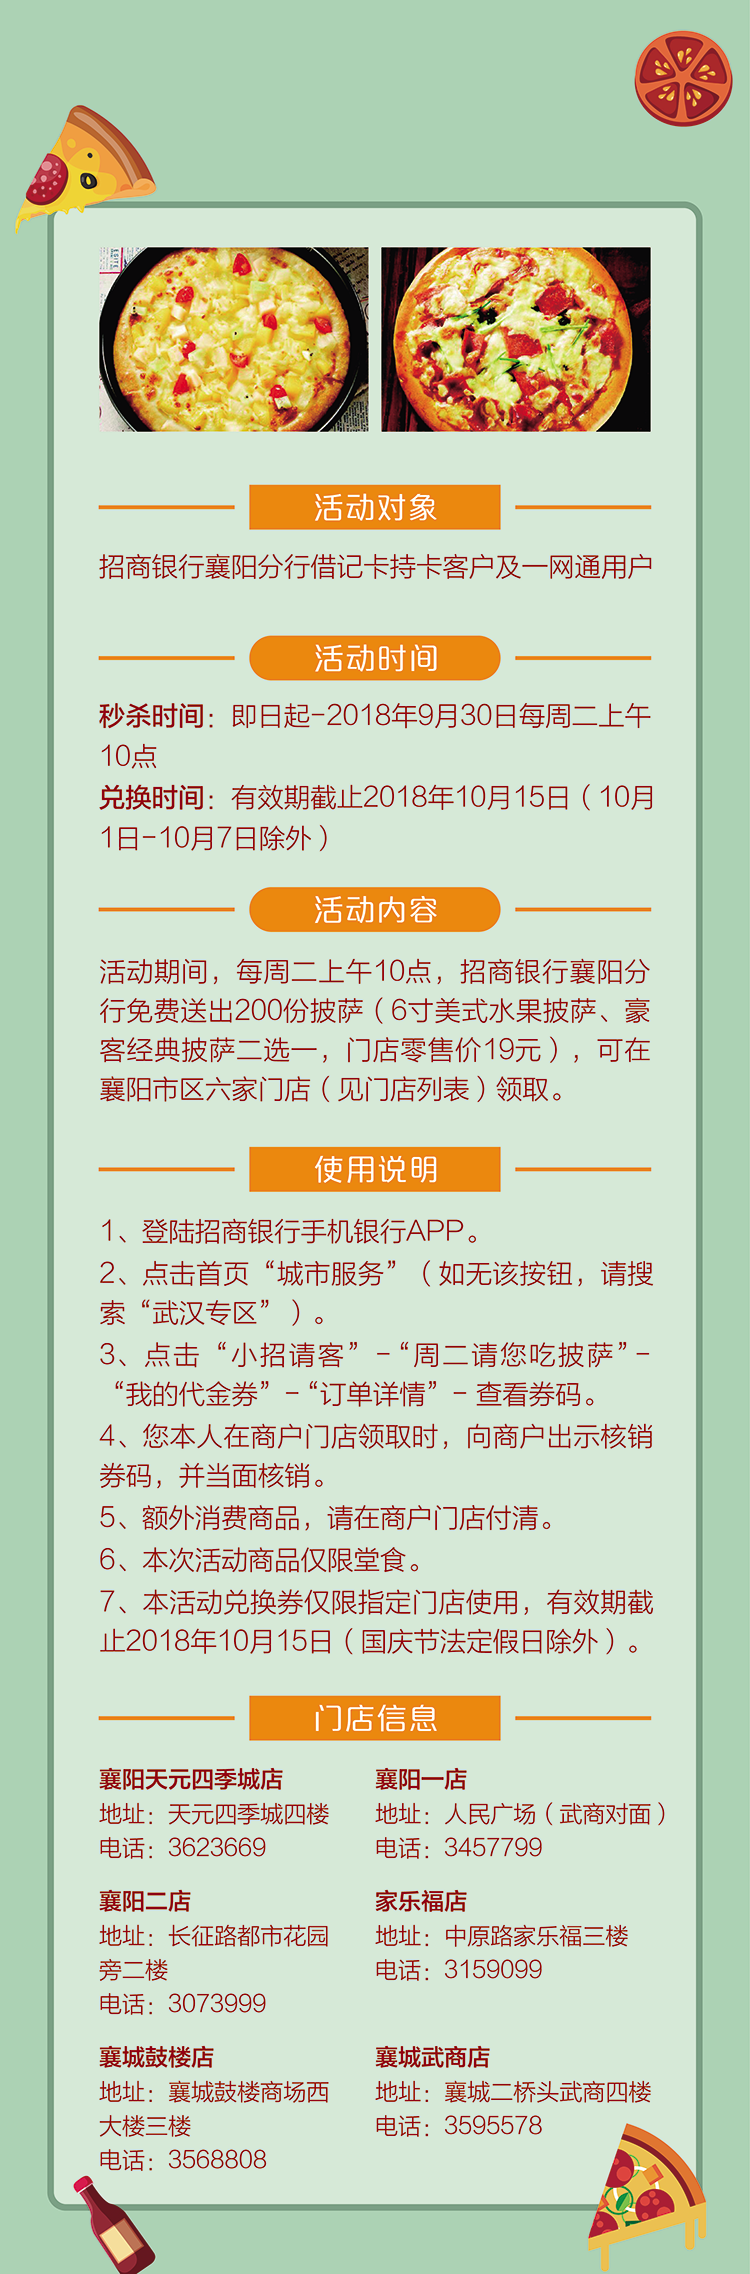 活动对象
招商银行襄阳分行借记卡持卡客户及一网通用户
活动时间
秒杀时间：即日起-2018年9月30日每周二上午
10点
兑换时间：有效期截止2018年10月15日（10月
1日-10月7日除外）
活动内容
活动期间，每周二上午10点，招商银行襄阳分
行免费送出200份披萨（6寸美式水果披萨、豪
客经典披萨二选一，门店零售价19元），可在
襄阳市区六家门店（见门店列表）领取。
使用说明
1、登陆招商银行手机银行APP。
2、点击首页“城市服务”（如无该按钮，请搜
索“武汉专区”）。
3、点击“小招请客”-“周二请您吃披萨”-
“我的代金券”-“订单详情”- 查看券码。
4、您本人在商户门店领取时，向商户出示核销
券码，并当面核销。
5、额外消费商品，请在商户门店付清。
6、本次活动商品仅限堂食。
7、本活动兑换券仅限指定门店使用，有效期截
止2018年10月15日（国庆节法定假日除外）。
门店信息
襄阳天元四季城店
地址：天元四季城四楼
电话：3623669
襄阳一店
地址：人民广场（武商对面）
电话：3457799
襄阳二店
地址：长征路都市花园
旁二楼
电话：3073999
家乐福店
地址：中原路家乐福三楼
电话：3159099
襄城鼓楼店
地址：襄城鼓楼商场西
大楼三楼
电话：3568808
襄城武商店
地址：襄城二桥头武商四楼
电话：3595578